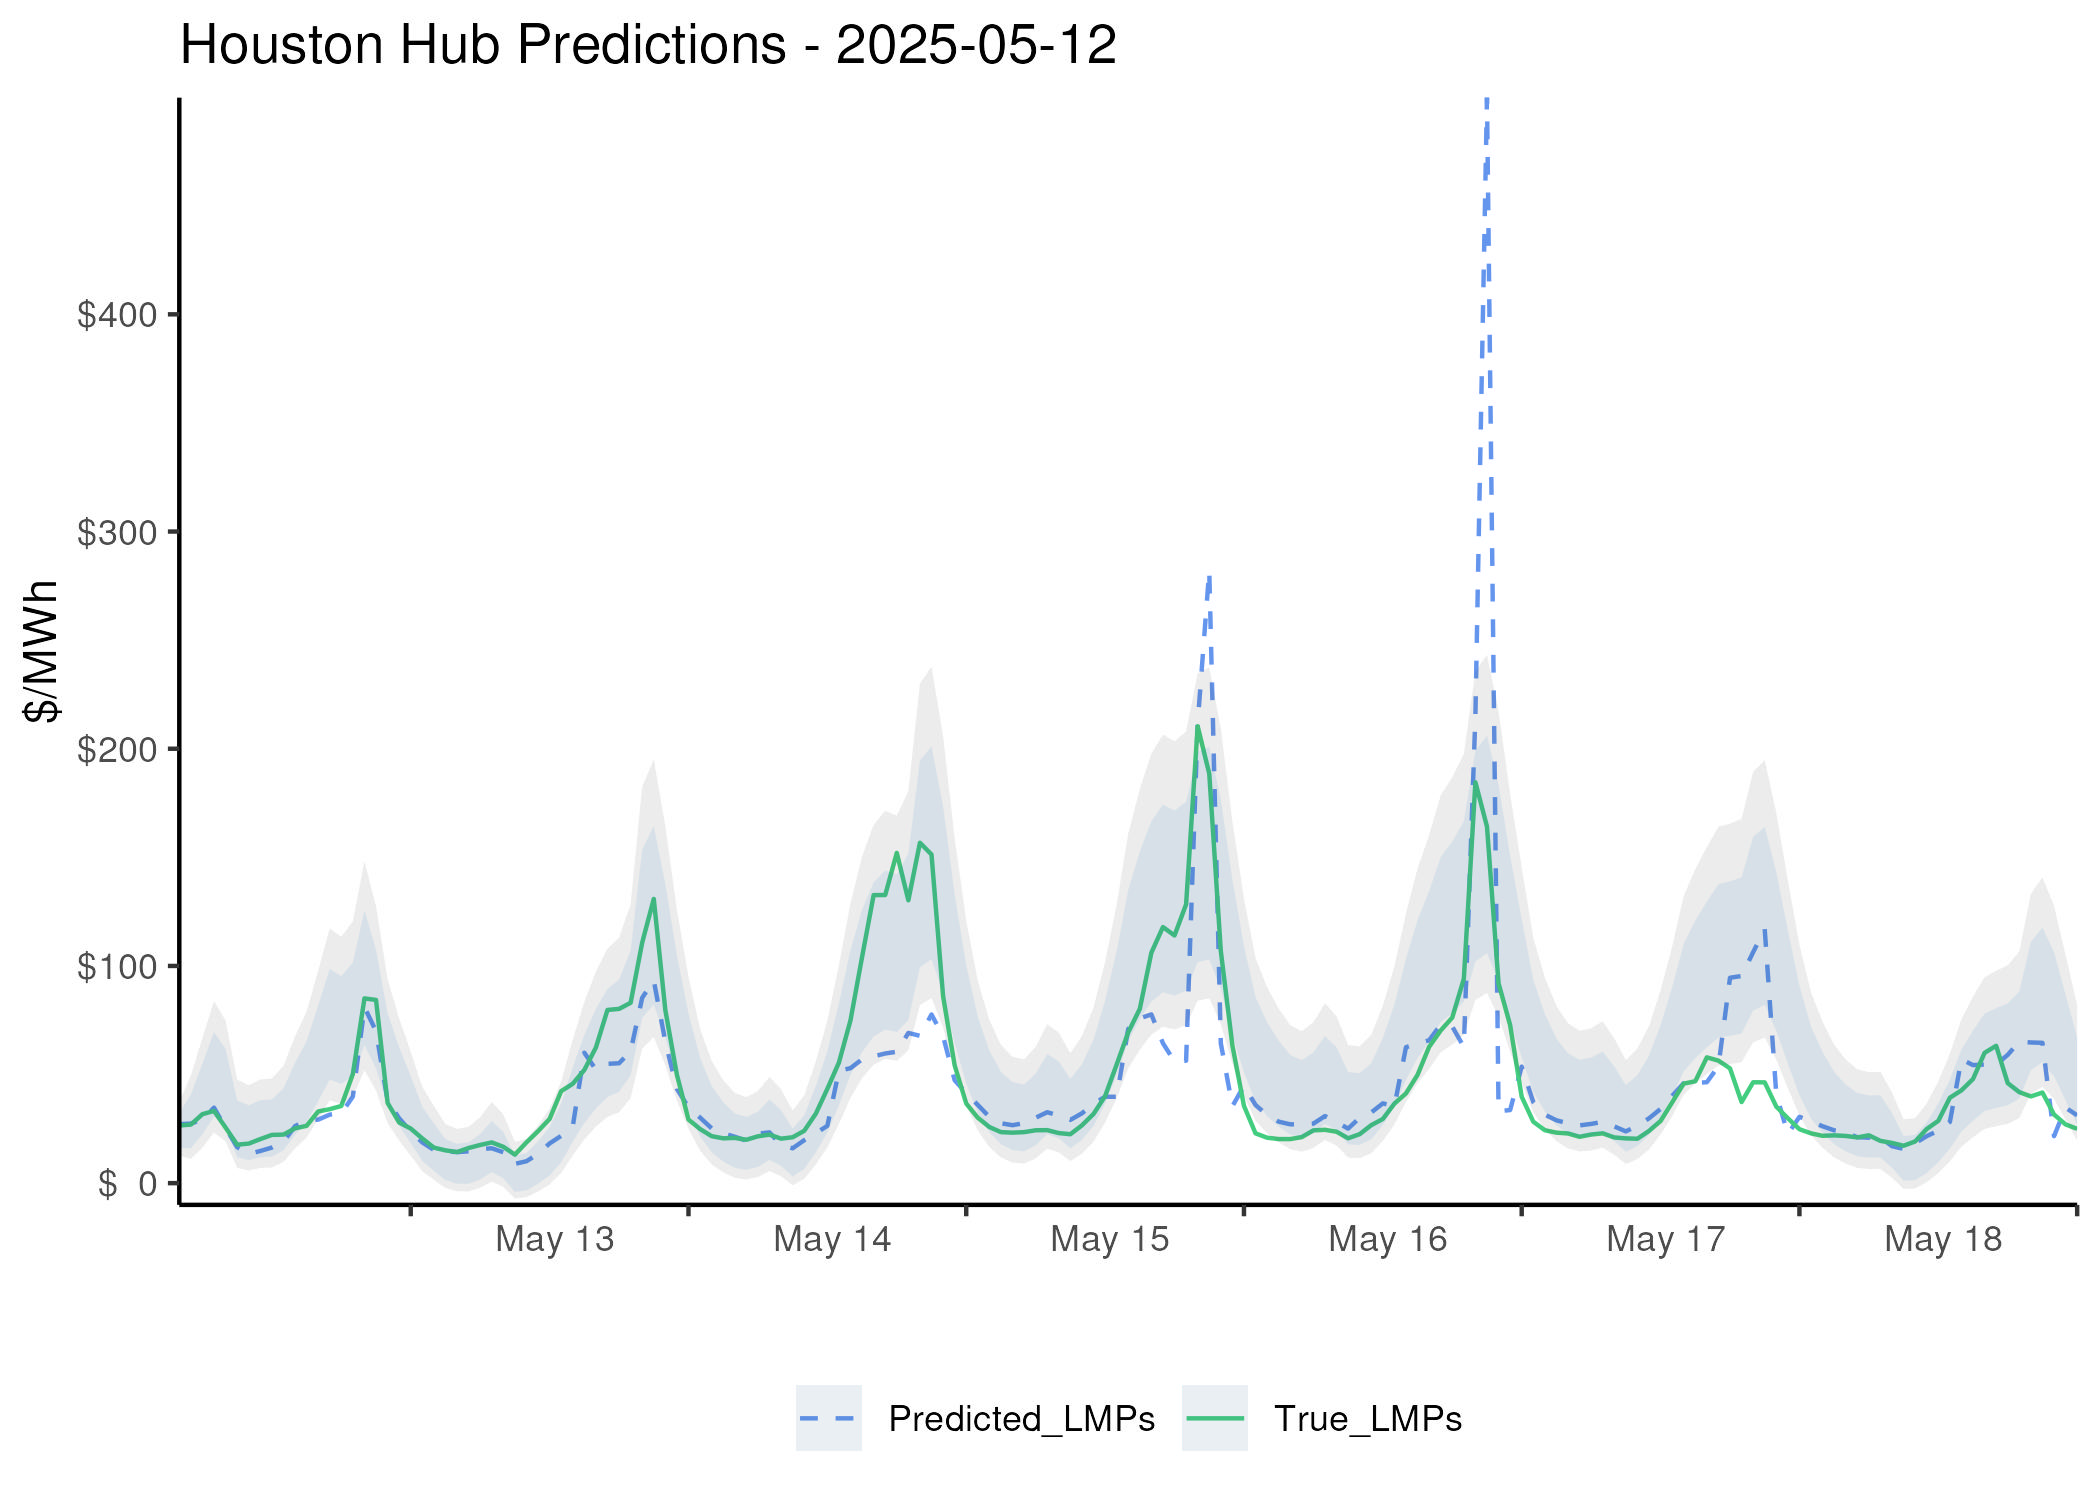 Houston Hub Predictions - 2025-05-12
$/MWh
$400
$300
$200
$100
$ 0
May 13 May 14 May 15 May 16 May 17 May 18
Predicted_LMPs True_LMPs